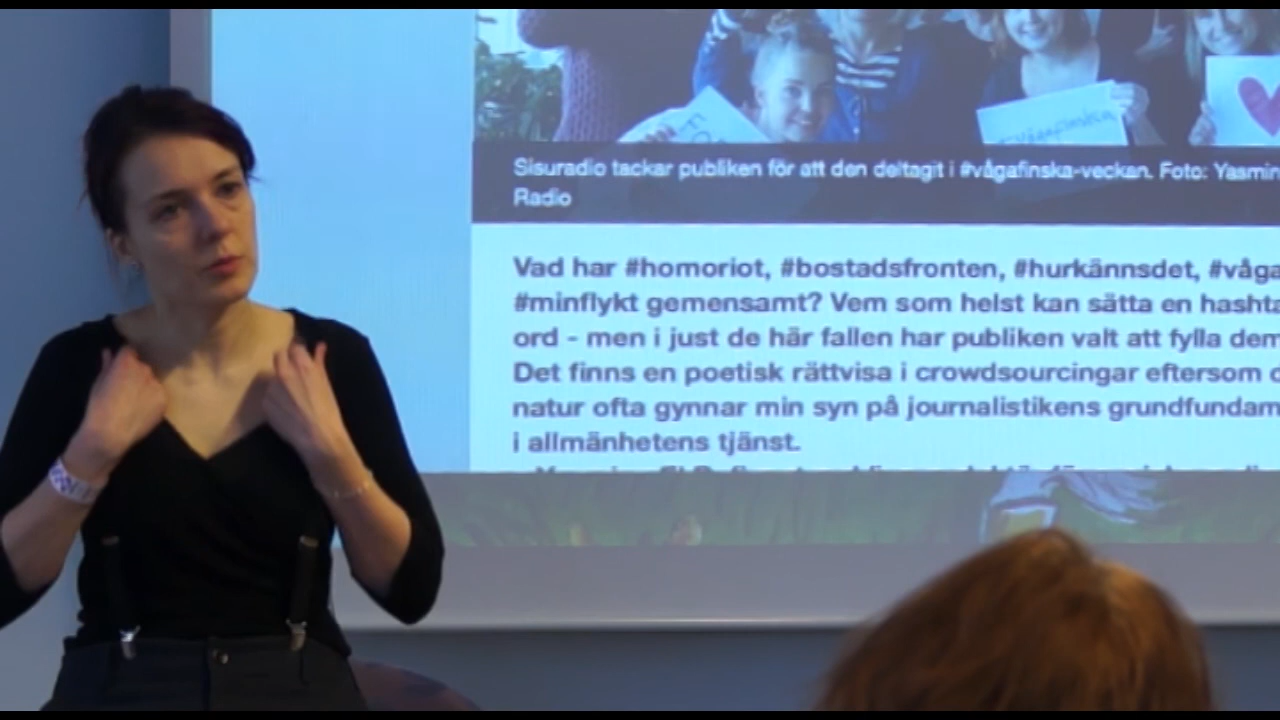 Sisuradio tackar publiken för att den deltagit i #vågafinska-veckan. Foto: Yasmin
Radio
Vad har #homoriot, #bostadsfronten, #hurkännsdet, #våga
#minflykt gemensamt? Vem som helst kan sätta en hashta
ord - men i just de här fallen har publiken valt att fylla dem
Det finns en poetisk rättvisa i crowdsourcingar eftersom
natur ofta gynnar min syn på journalistikens grundfundam
i allmänhetens tjänst.